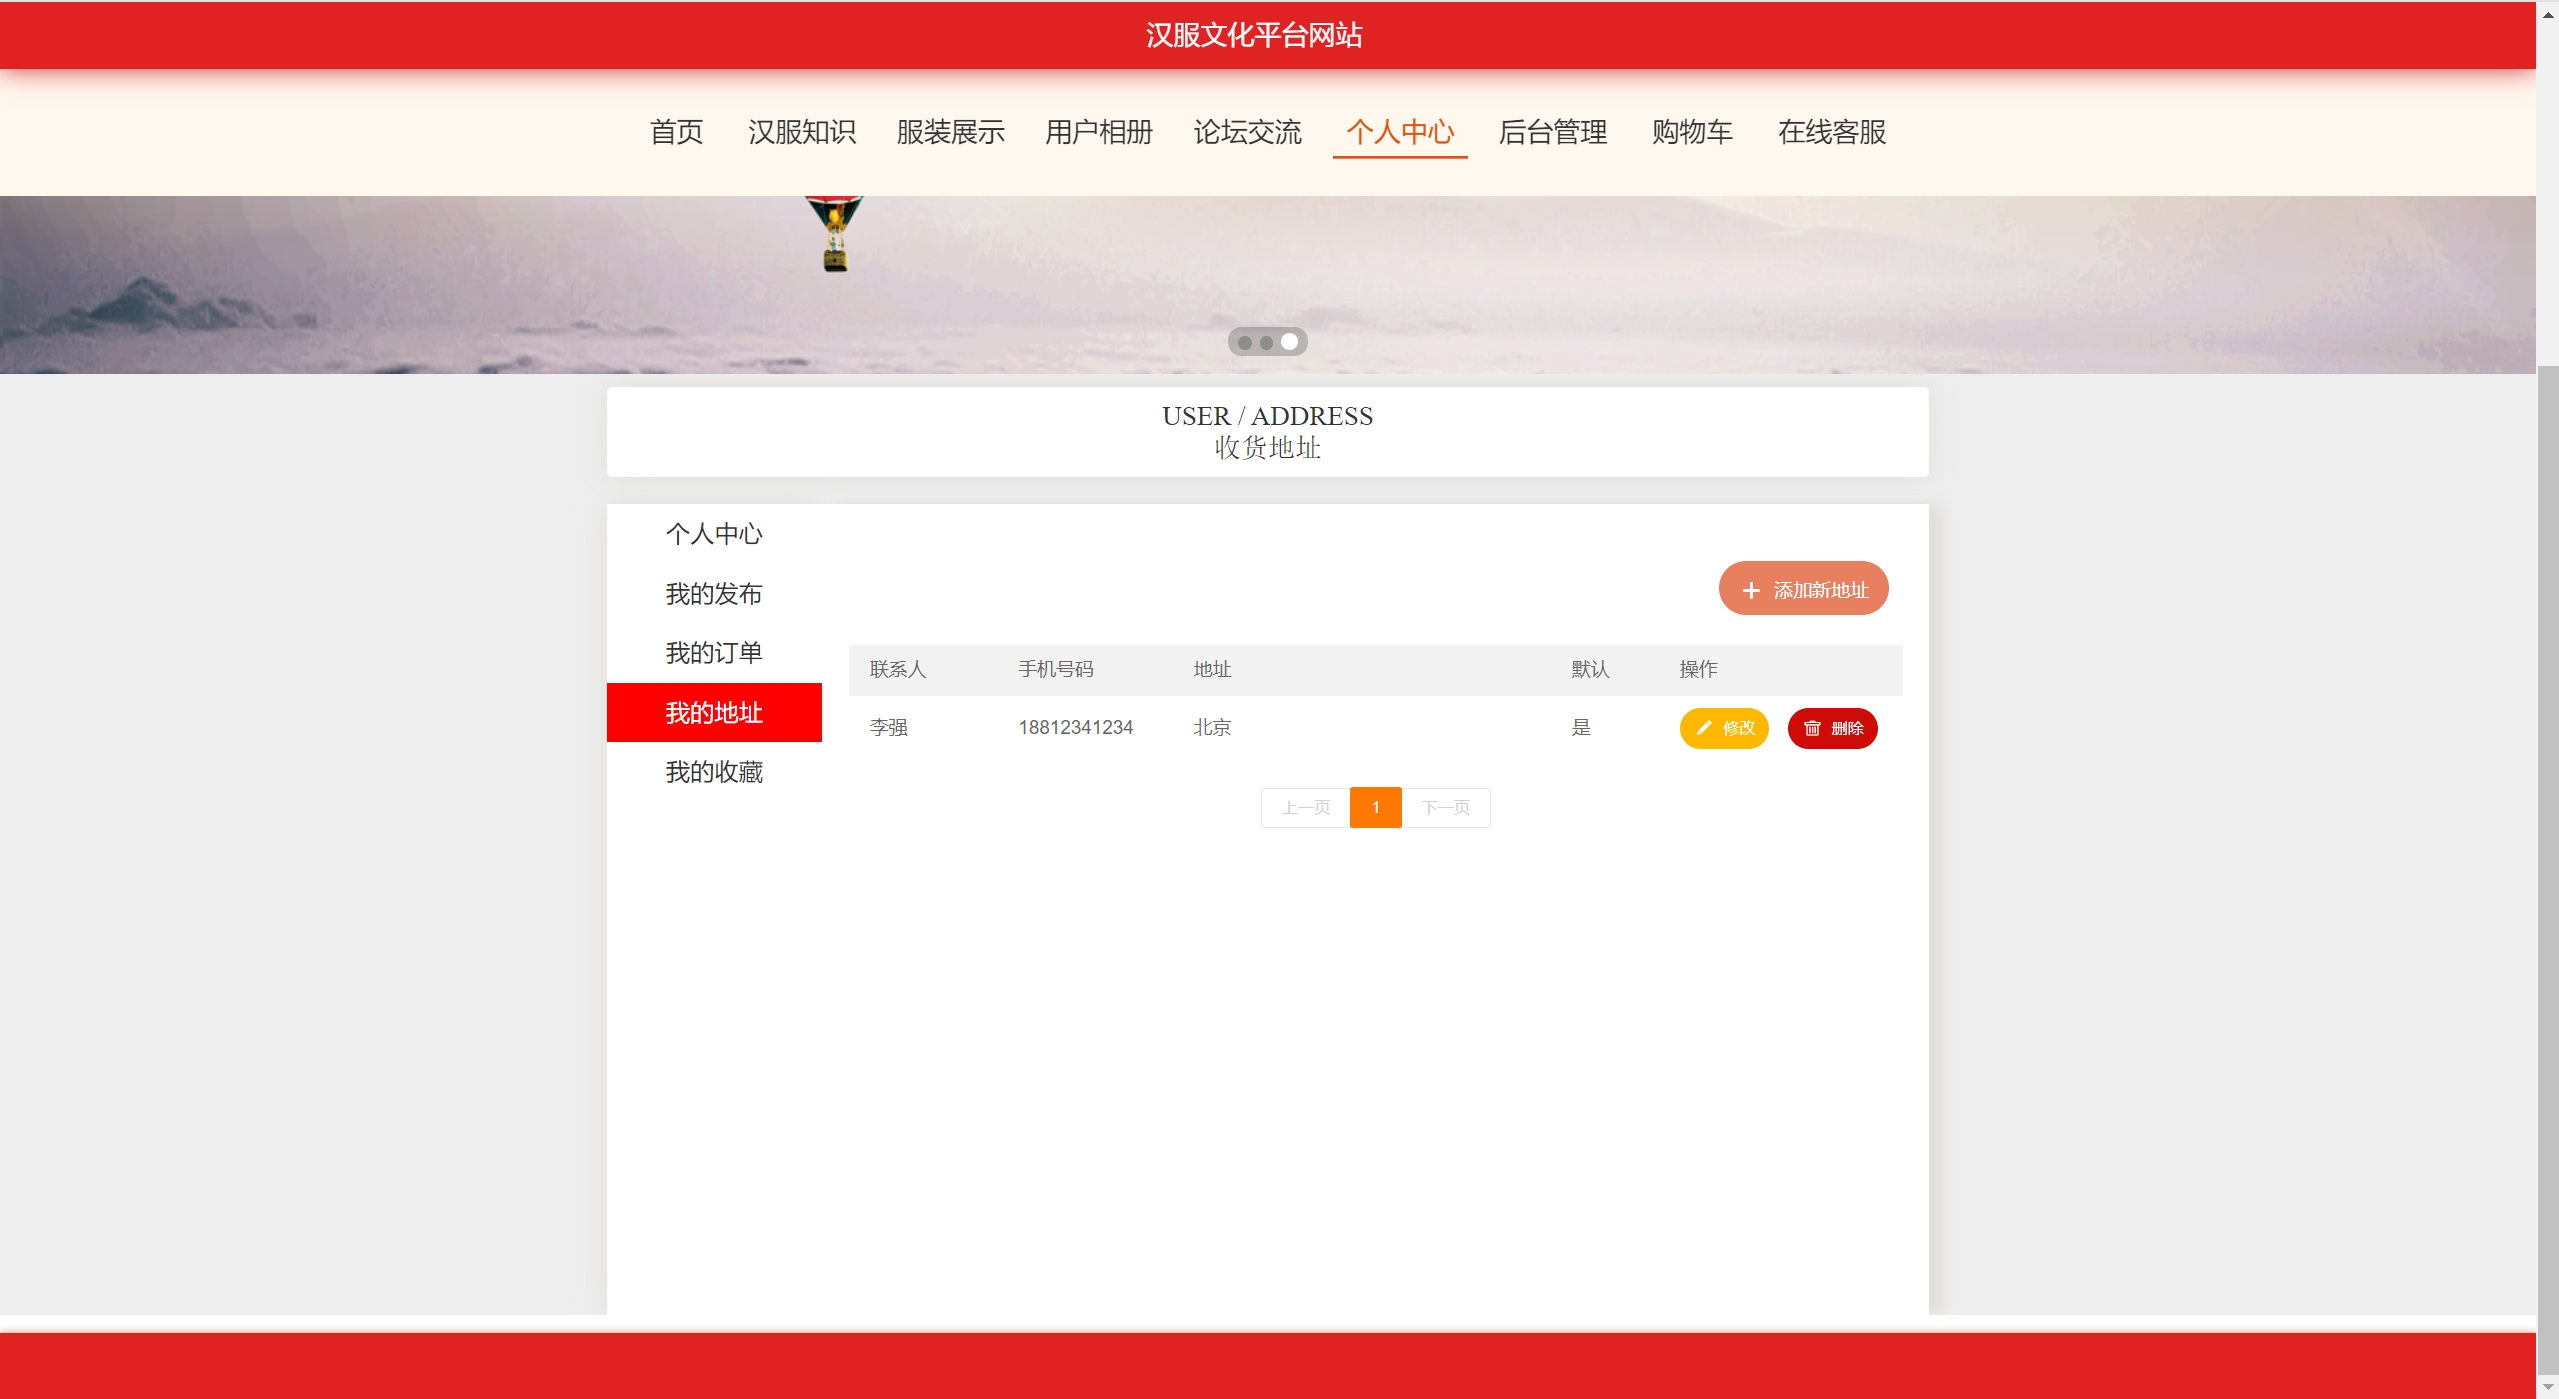 汉服文化平台网站
首页 汉服知识 服装展示 用户相册 论坛交流 个人中心 后台管理 购物车 在线客服
USER / ADDRESS
收货地址
个人中心
我的发布
我的订单
我的地址
我的收藏
添加新地址
联系人 手机号码 地址 默认 操作
李强 18812341234 北京 是 修改 删除
上一页 1 下一页